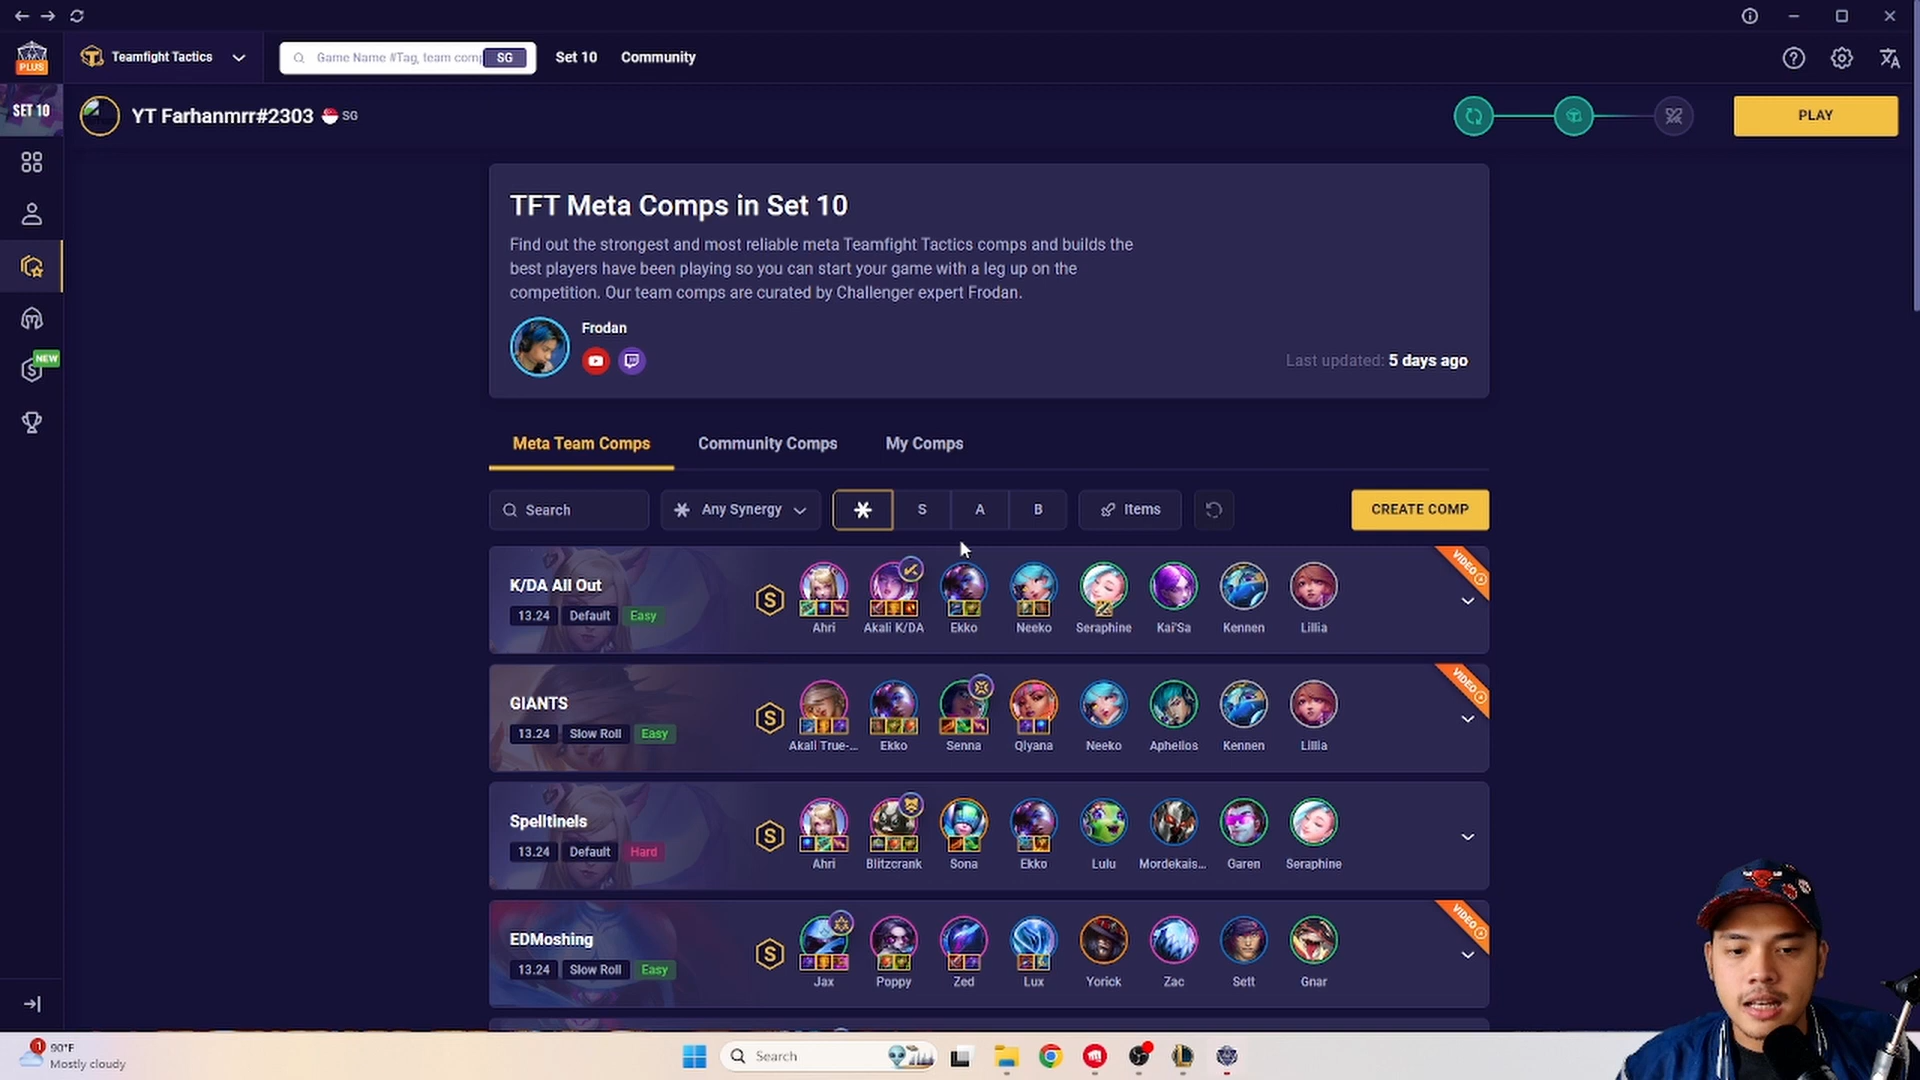 PLUS
Teamfight Tactics
Game Name #Tag, team comp
SG
Set 10
Community
SET 10
YT Farhanmrr#2303
SG
PLAY
TFT Meta Comps in Set 10
Find out the strongest and most reliable meta Teamfight Tactics comps and builds the
best players have been playing so you can start your game with a leg up on the
competition. Our team comps are curated by Challenger expert Frodan.
Frodan
Last updated: 5 days ago
NEW
Meta Team Comps
Community Comps
My Comps
Search
Any Synergy
S
A
B
Items
CREATE COMP
K/DA All Out
13.24 Default Easy
S
Ahri
Akali K/DA
Ekko
Neeko
Seraphine
Kai'Sa
Kennen
Lillia
VIDEO
GIANTS
13.24 Slow Roll Easy
S
Akali True-...
Ekko
Senna
Qiyana
Neeko
Aphelios
Kennen
Lillia
VIDEO
Spelltinels
13.24 Default Hard
S
Ahri
Blitzcrank
Sona
Ekko
Lulu
Mordekais...
Garen
Seraphine
EDMoshing
13.24 Slow Roll Easy
S
Jax
Poppy
Zed
Lux
Yorick
Zac
Sett
Gnar
VIDEO
1
90°F
Mostly cloudy
Search